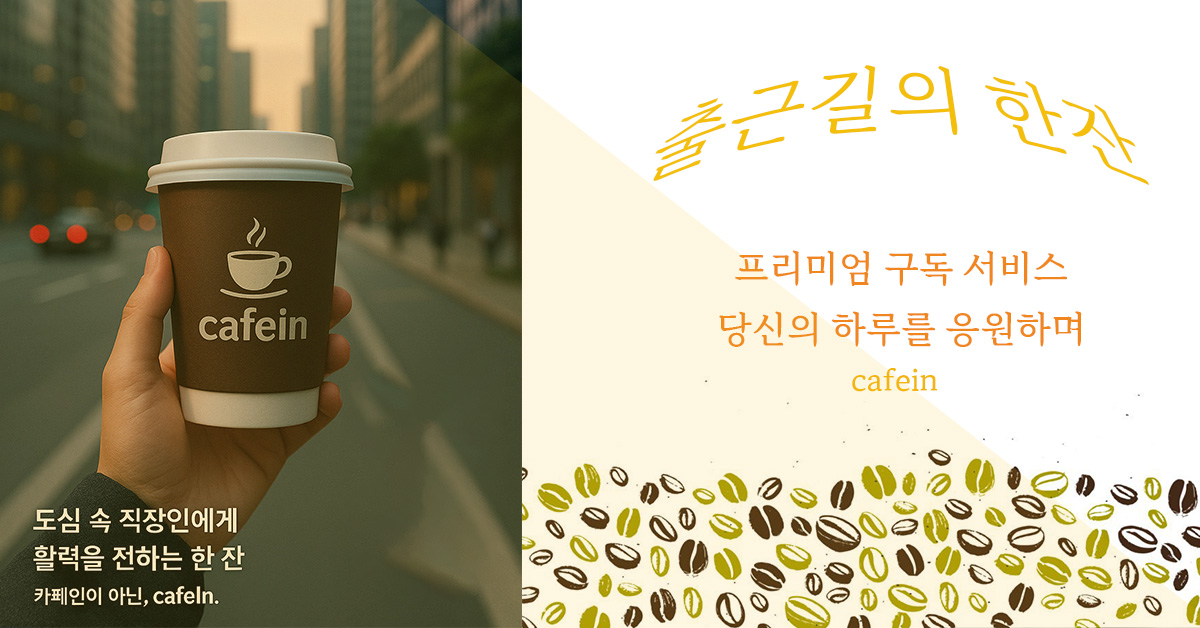 cafein
도심 속 직장인에게
활력을 전하는 한 잔
카페인이 아닌, cafeIn.
출근길의 한잔
프리미엄 구독 서비스
당신의 하루를 응원하며
cafein